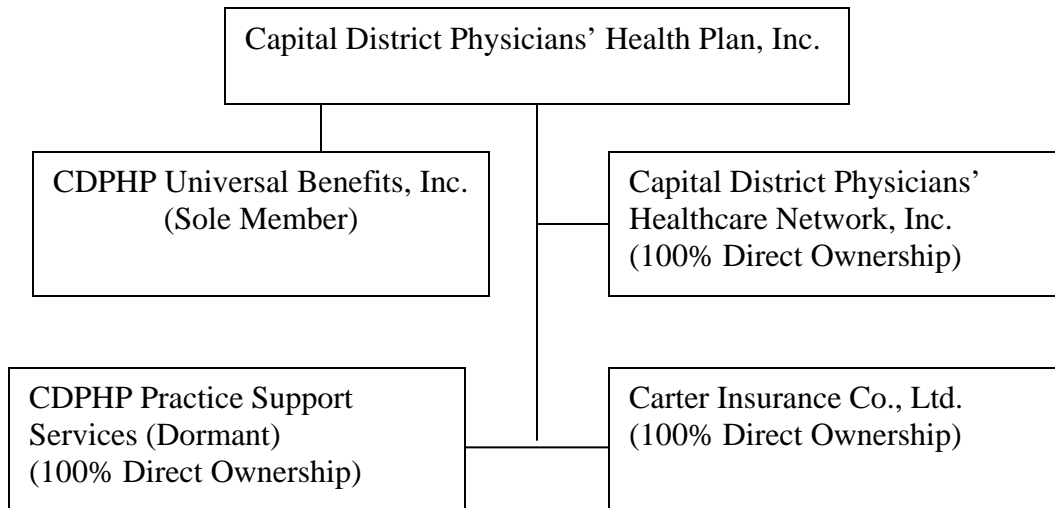 Capital District Physicians’ Health Plan, Inc.
CDPHP Universal Benefits, Inc.
(Sole Member)
Capital District Physicians’
Healthcare Network, Inc.
(100% Direct Ownership)
CDPHP Practice Support
Services (Dormant)
(100% Direct Ownership)
Carter Insurance Co., Ltd.
(100% Direct Ownership)